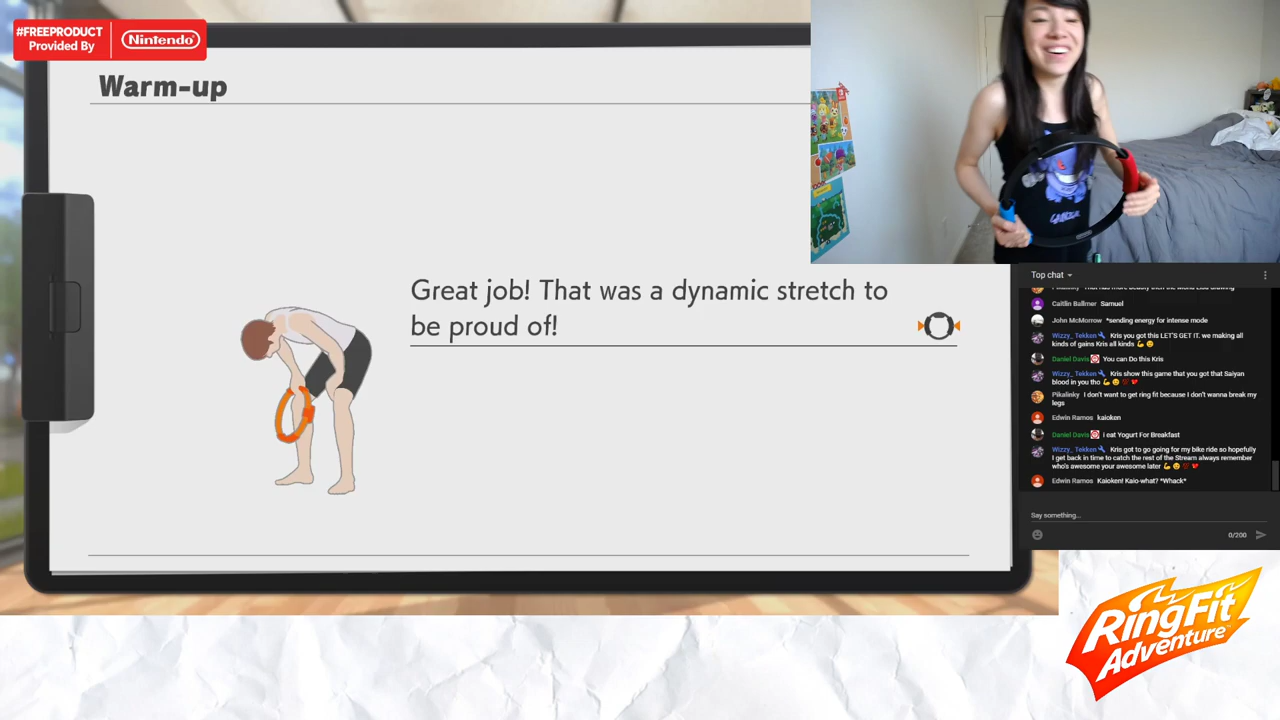 #FREEPRODUCT
Provided By
Nintendo
Warm-up
Great job! That was a dynamic stretch to
be proud of!
Top chat
Caitlin Ballmer Samuel
John McMorrow *sending energy for intense mode
Wizzy_ Tekken Kris you got this LET'S GET IT. we making all
kinds of gains Kris all kinds
Daniel Davis You can Do this Kris
Wizzy_ Tekken Kris show this game that you got that Saiyan
blood in you tho
Pikalinky I don't want to get ring fit because I don't wanna break my
legs
Edwin Ramos kaioken
Daniel Davis I eat Yogurt For Breakfast
Wizzy_ Tekken Kris got to go going for my bike ride so hopefully
I get back in time to catch the rest of the Stream always remember
who's awesome your awesome later
Edwin Ramos Kaioken! Kaio-what? *Whack*
Say something...
0/200
RingFit
Adventure